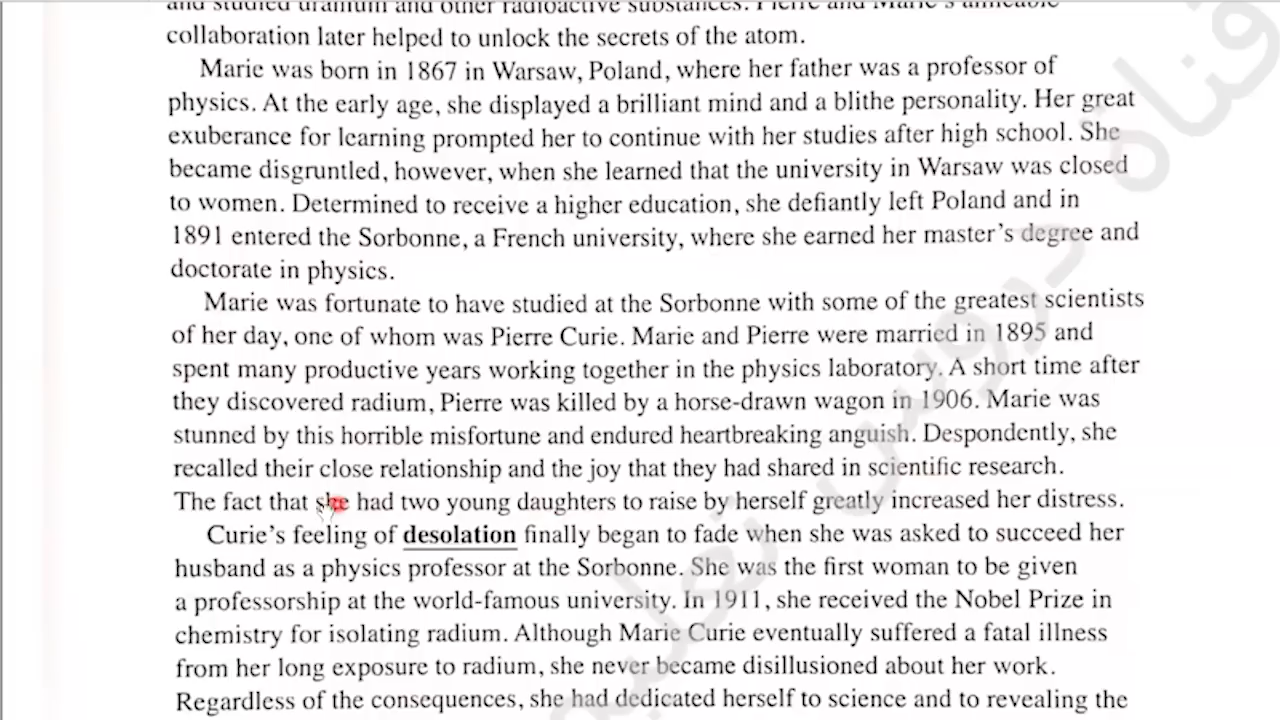 and studied uranium and other radioactive substances. Pierre and Marie's amicable
collaboration later helped to unlock the secrets of the atom.
Marie was born in 1867 in Warsaw, Poland, where her father was a professor of
physics. At the early age, she displayed a brilliant mind and a blithe personality. Her great
exuberance for learning prompted her to continue with her studies after high school. She
became disgruntled, however, when she learned that the university in Warsaw was closed
to women. Determined to receive a higher education, she defiantly left Poland and in
1891 entered the Sorbonne, a French university, where she earned her master's degree and
doctorate in physics.
Marie was fortunate to have studied at the Sorbonne with some of the greatest scientists
of her day, one of whom was Pierre Curie. Marie and Pierre were married in 1895 and
spent many productive years working together in the physics laboratory. A short time after
they discovered radium, Pierre was killed by a horse-drawn wagon in 1906. Marie was
stunned by this horrible misfortune and endured heartbreaking anguish. Despondently, she
recalled their close relationship and the joy that they had shared in scientific research.
The fact that she had two young daughters to raise by herself greatly increased her distress.
Curie's feeling of desolation finally began to fade when she was asked to succeed her
husband as a physics professor at the Sorbonne. She was the first woman to be given
a professorship at the world-famous university. In 1911, she received the Nobel Prize in
chemistry for isolating radium. Although Marie Curie eventually suffered a fatal illness
from her long exposure to radium, she never became disillusioned about her work.
Regardless of the consequences, she had dedicated herself to science and to revealing the
قناة دروس تعليمية